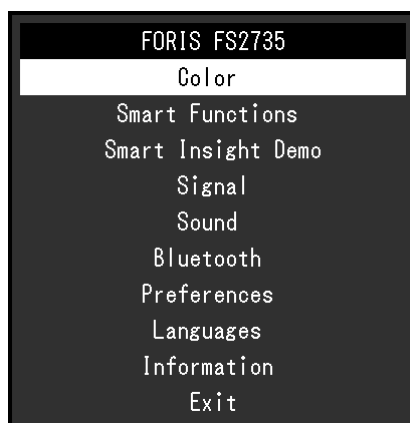 FORIS FS2735
Color
Smart Functions
Smart Insight Demo
Signal
Sound
Bluetooth
Preferences
Languages
Information
Exit